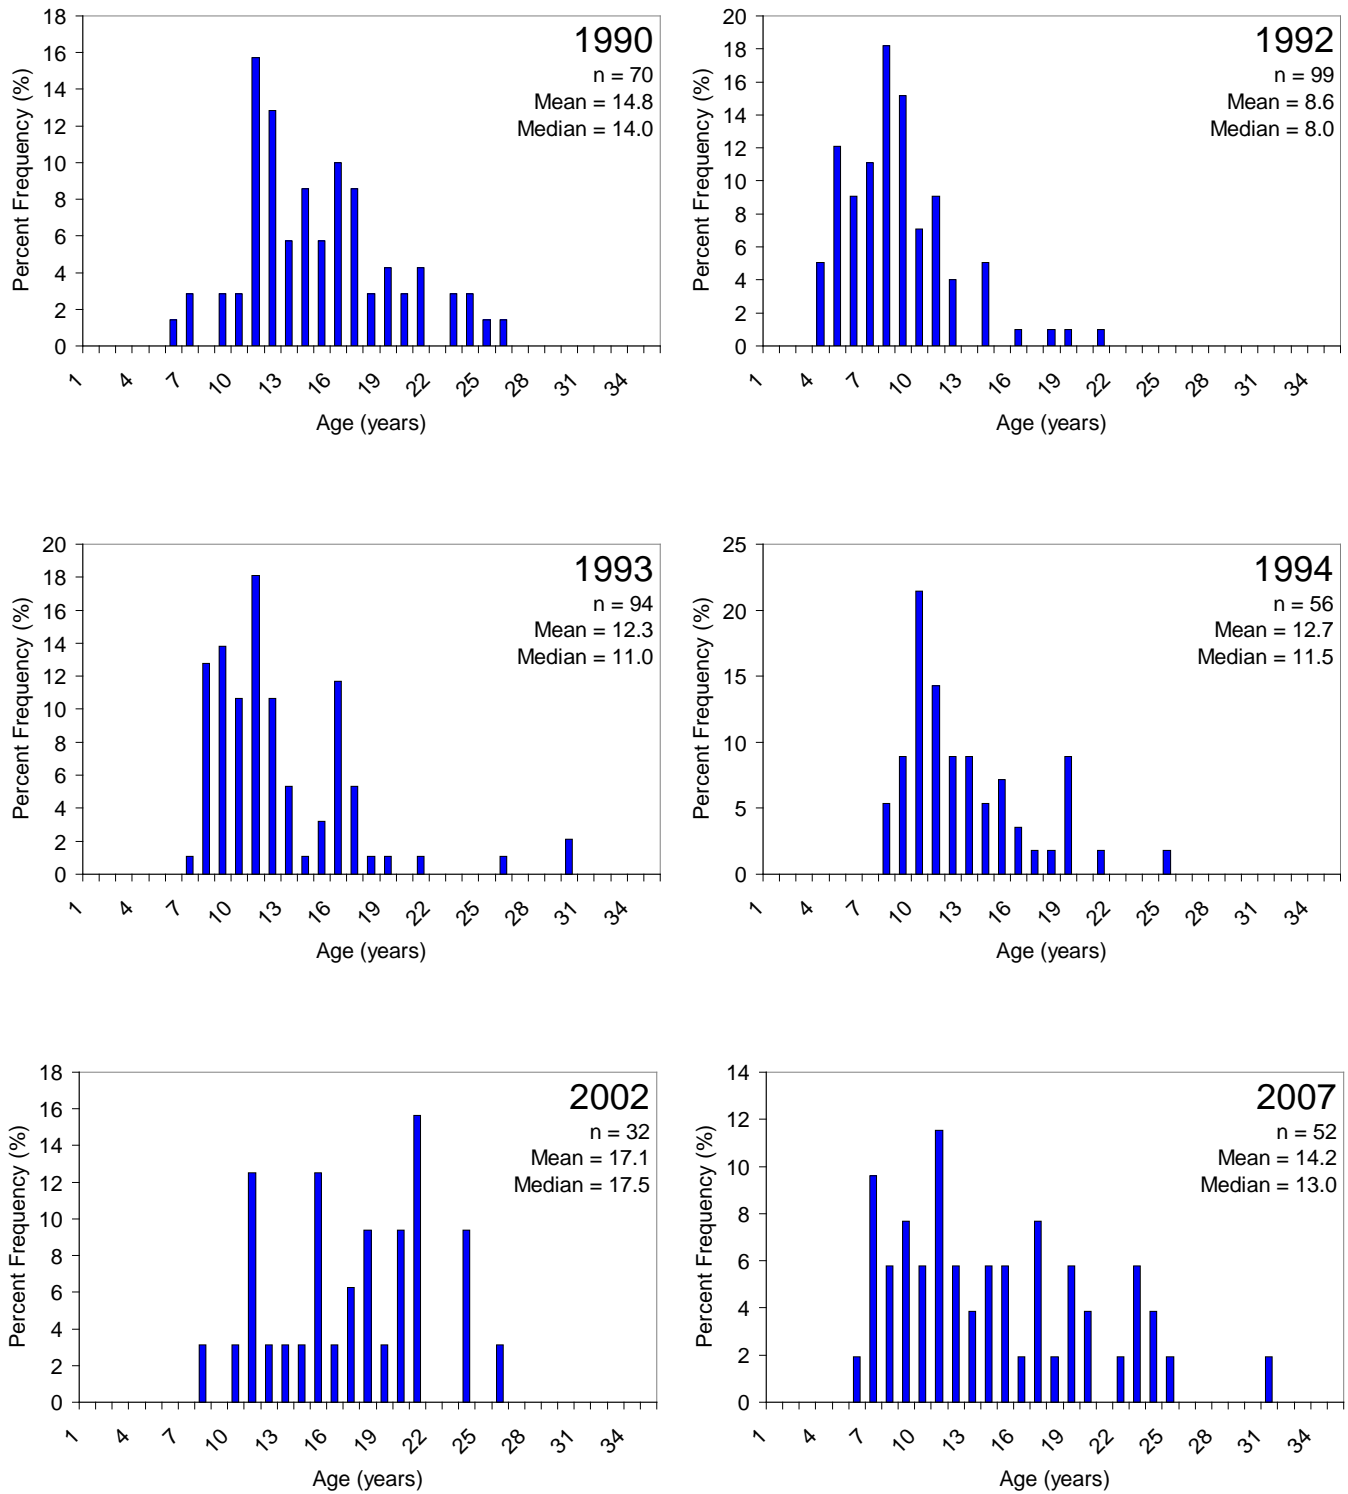 1990
n = 70
Mean = 14.8
Median = 14.0
Percent Frequency (%)
18
16
14
12
10
8
6
4
2
0
1 4 7 10 13 16 19 22 25 28 31 34
Age (years)
1992
n = 99
Mean = 8.6
Median = 8.0
Percent Frequency (%)
20
18
16
14
12
10
8
6
4
2
0
1 4 7 10 13 16 19 22 25 28 31 34
Age (years)
1993
n = 94
Mean = 12.3
Median = 11.0
Percent Frequency (%)
20
18
16
14
12
10
8
6
4
2
0
1 4 7 10 13 16 19 22 25 28 31 34
Age (years)
1994
n = 56
Mean = 12.7
Median = 11.5
Percent Frequency (%)
25
20
15
10
5
0
1 4 7 10 13 16 19 22 25 28 31 34
Age (years)
2002
n = 32
Mean = 17.1
Median = 17.5
Percent Frequency (%)
18
16
14
12
10
8
6
4
2
0
1 4 7 10 13 16 19 22 25 28 31 34
Age (years)
2007
n = 52
Mean = 14.2
Median = 13.0
Percent Frequency (%)
14
12
10
8
6
4
2
0
1 4 7 10 13 16 19 22 25 28 31 34
Age (years)